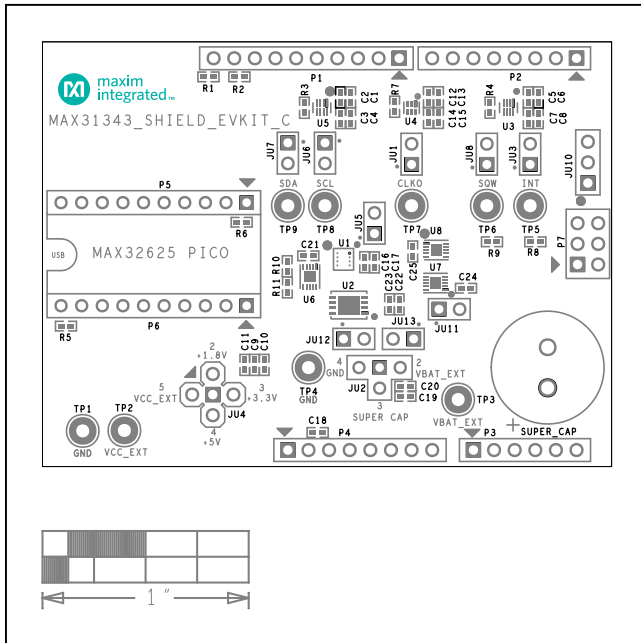 maxim
integrated™
MAX31343_SHIELD_EVKIT_C
R1 R2 P1 P2
R3 C2 C1 R7 C12 C13 R4 C5 C6
U5 C3 C4 U4 C14 C15 U3 C7 C8
JU7 JU6 JU1 JU8 JU3 JU10
SDA SCL CLKO SQW INT
P5
TP9 TP8 JU5 TP7 TP6 TP5
R6
USB MAX32625 PICO
C21 U1 U8 R9 R8 P7
R10 C16 C17 C25 U7 C24
R11 U6 U2 C23 C22
P6
R5
JU12 JU13 JU11
C11 C9 C10
2
+1.8V
5
VCC_EXT
3
+3.3V
4
+5V
JU4
TP4
GND
4
GND
2
VBAT_EXT
JU2
3
SUPER CAP
C20
C19
TP3
VBAT_EXT
TP1 TP2
GND VCC_EXT
C18 P4 P3 + SUPER_CAP
1 "